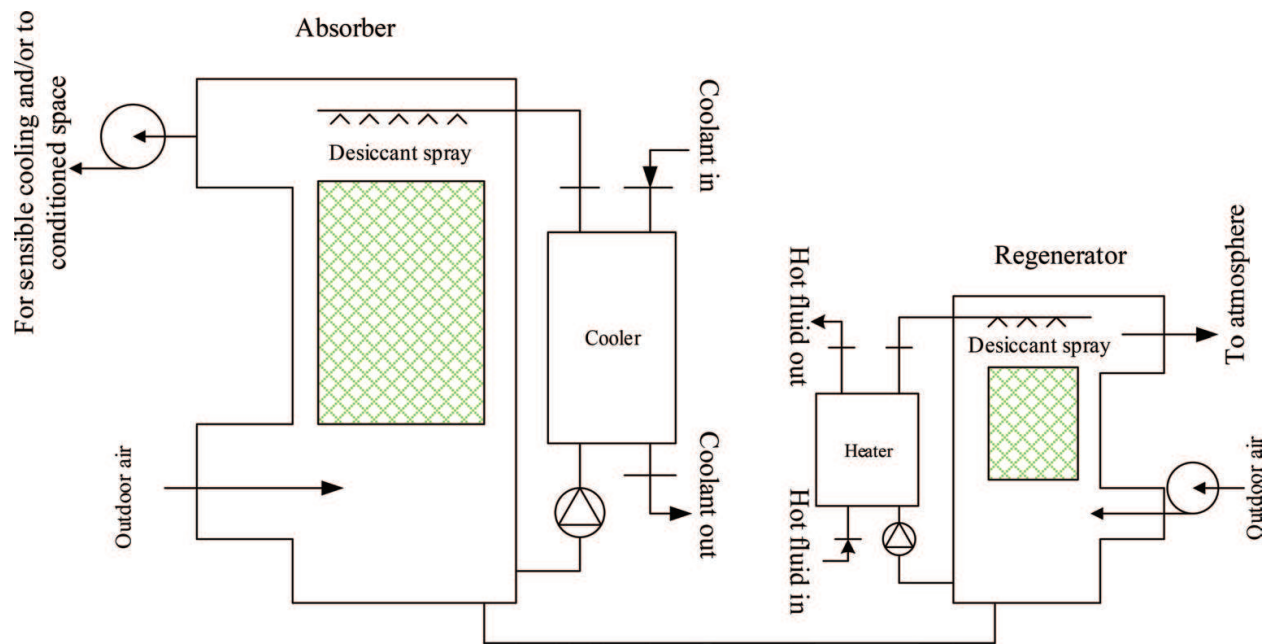 Absorber
For sensible cooling and/or to
conditioned space
Desiccant spray
Coolant in
Cooler
Coolant out
Outdoor air
Regenerator
Hot fluid out
Desiccant spray
To atmosphere
Heater
Hot fluid in
Outdoor air